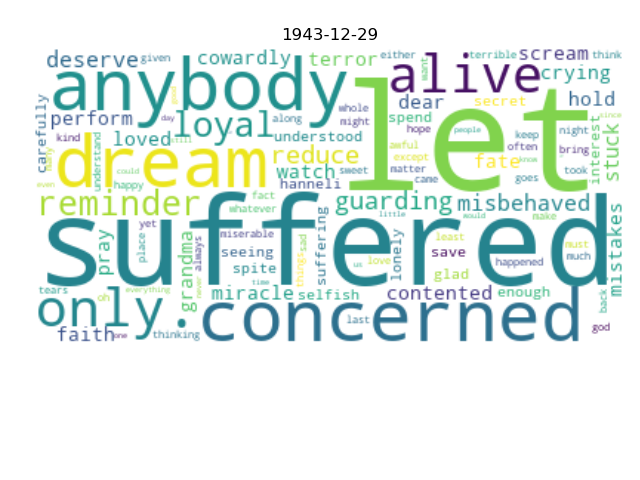 1943-12-29
deserve given cowardly terror either terrible scream think
anybody alive want crying
carefully perform day loyal whole might along dear spend secret hold
kind loved still understood hope people keep often night bring since
dream let interest stuck
understand reduce watch awful except matter came fate goes know took
even happy could hanneli sweet
reminder fact whatever guarding misbehaved
suffered
pray place yet grandma always never miserable seeing spite time suffering things sad us little love lonely least save glad would make happened must much mistakes
tears oh everything miracle selfish contented enough back
only. concerned
faith one thinking last god